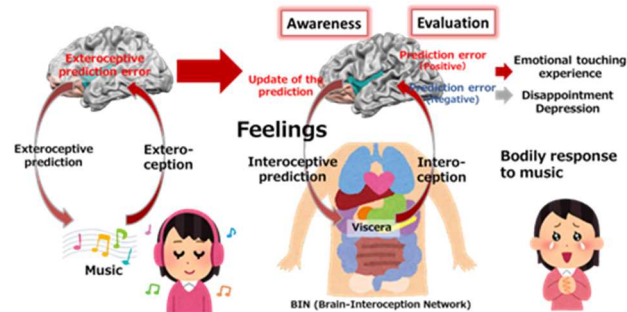 Awareness
Evaluation
Exteroceptive
prediction error
Update of the
prediction
Prediction error
(Positive)
Prediction error
(Negative)
Emotional touching
experience
Disappointment
Depression
Feelings
Exteroceptive
prediction
Extero-
ception
Interoceptive
prediction
Intero-
ception
Bodily response
to music
Viscera
Music
BIN (Brain-Interoception Network)